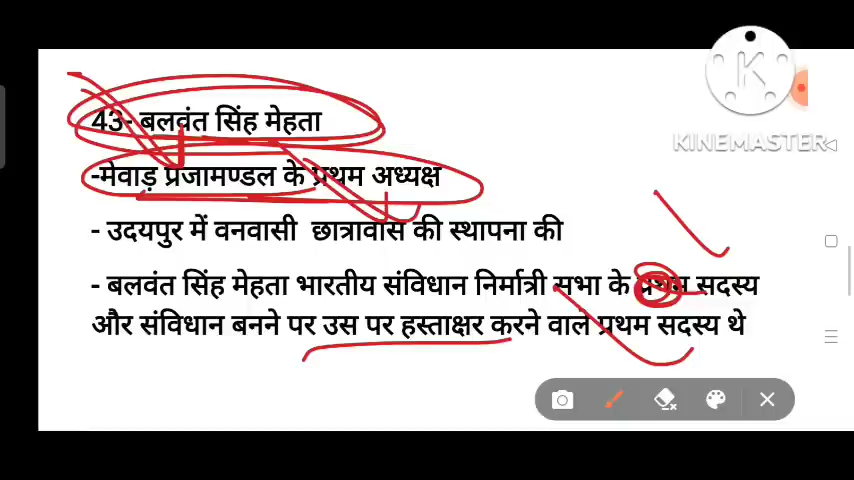 KINEMASTER
43- बलवंत सिंह मेहता
-मेवाड़ प्रजामण्डल के प्रथम अध्यक्ष
- उदयपुर में वनवासी छात्रावास की स्थापना की
- बलवंत सिंह मेहता भारतीय संविधान निर्मात्री सभा के प्रथम सदस्य
और संविधान बनने पर उस पर हस्ताक्षर करने वाले प्रथम सदस्य थे